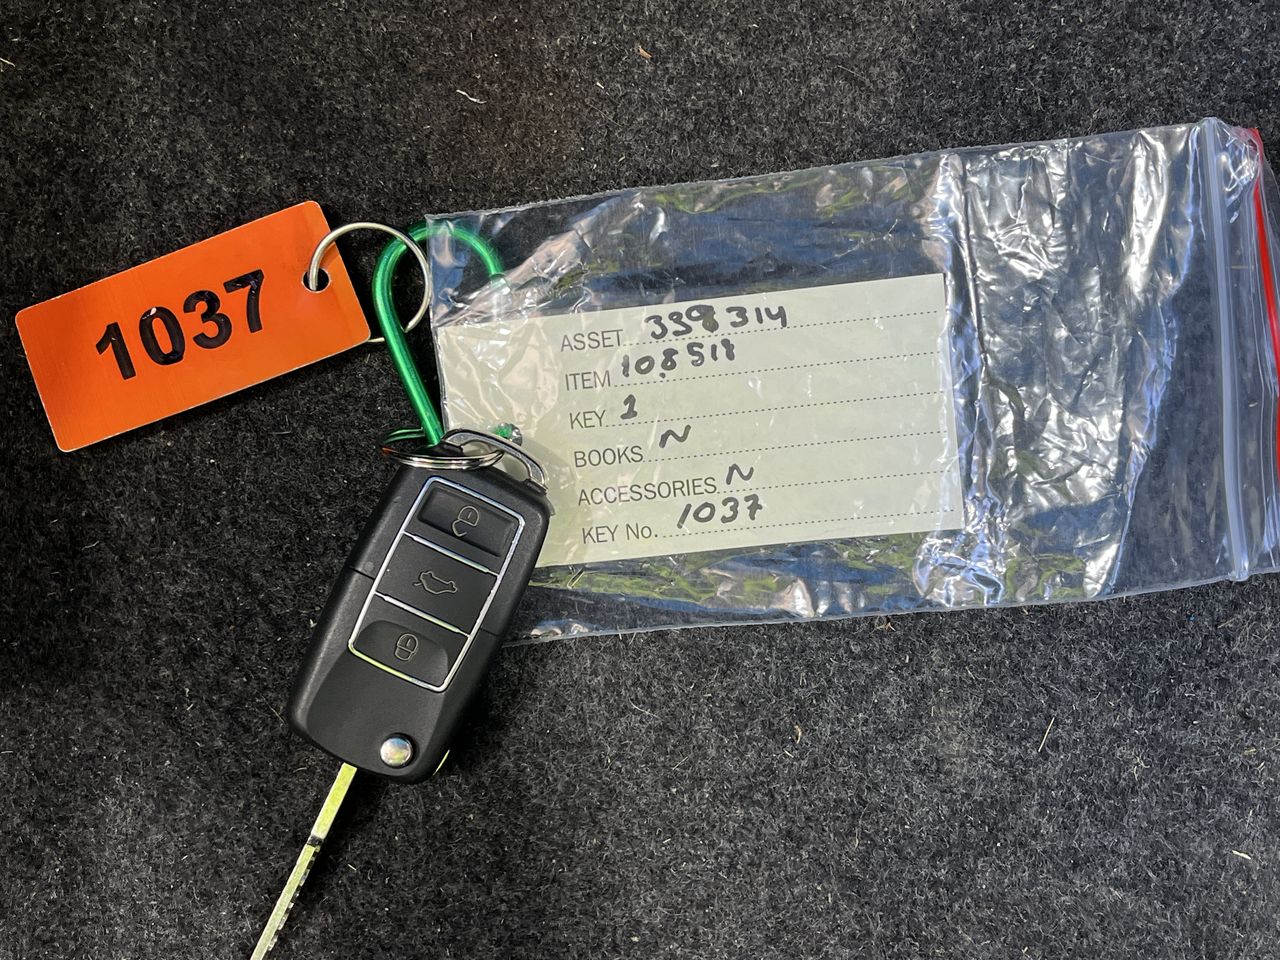 1037
ASSET 338314
ITEM 108518
KEY 1
BOOKS N
ACCESSORIES N
KEY No. 1037